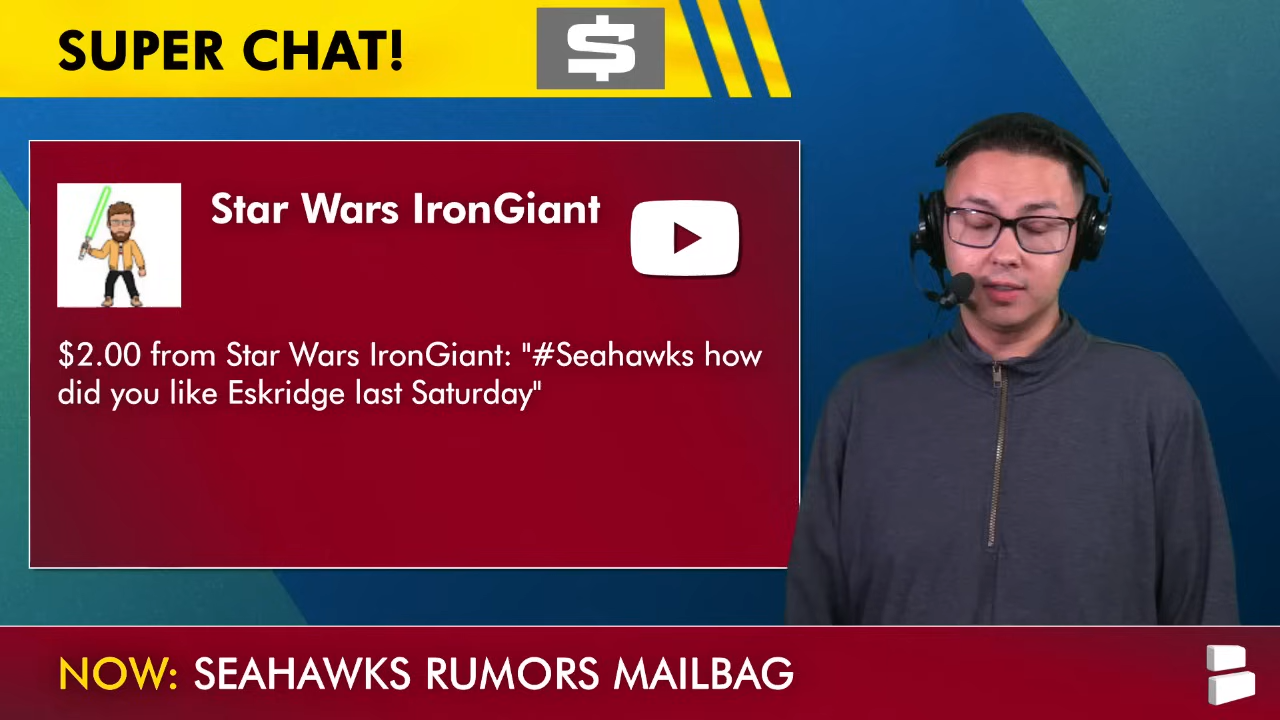 SUPER CHAT!
$
Star Wars IronGiant
$2.00 from Star Wars IronGiant: "#Seahawks how
did you like Eskridge last Saturday"
NOW: SEAHAWKS RUMORS MAILBAG